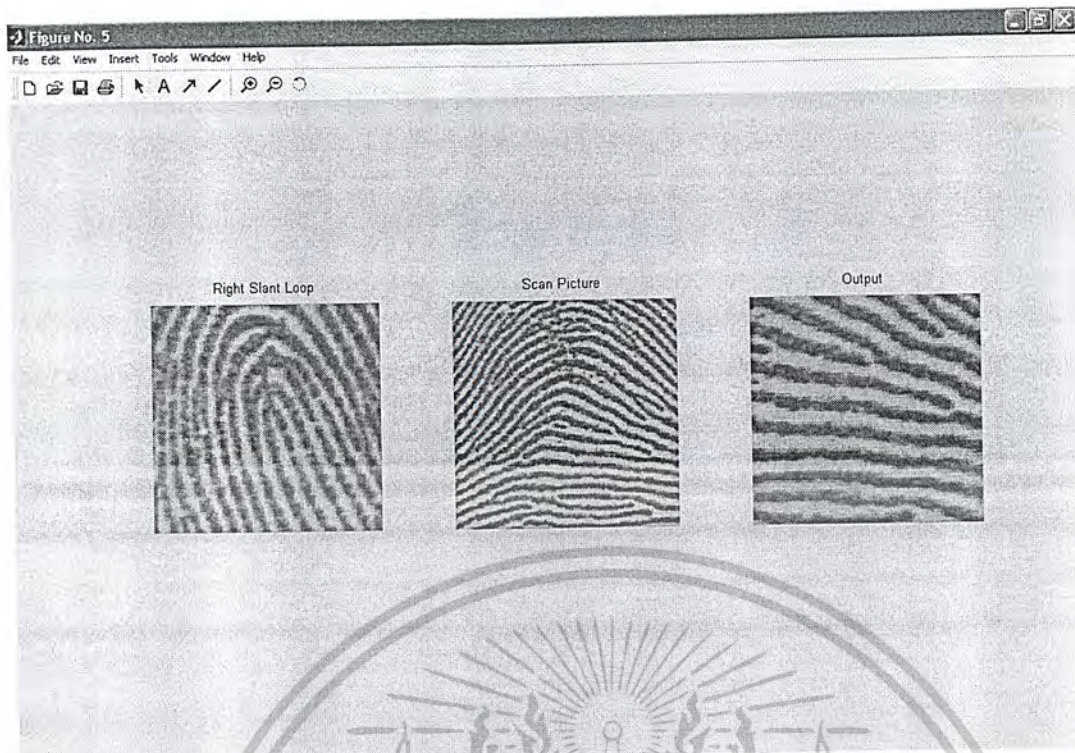 Figure No. 5
File Edit View Insert Tools Window Help
A
Right Slant Loop
Scan Picture
Output